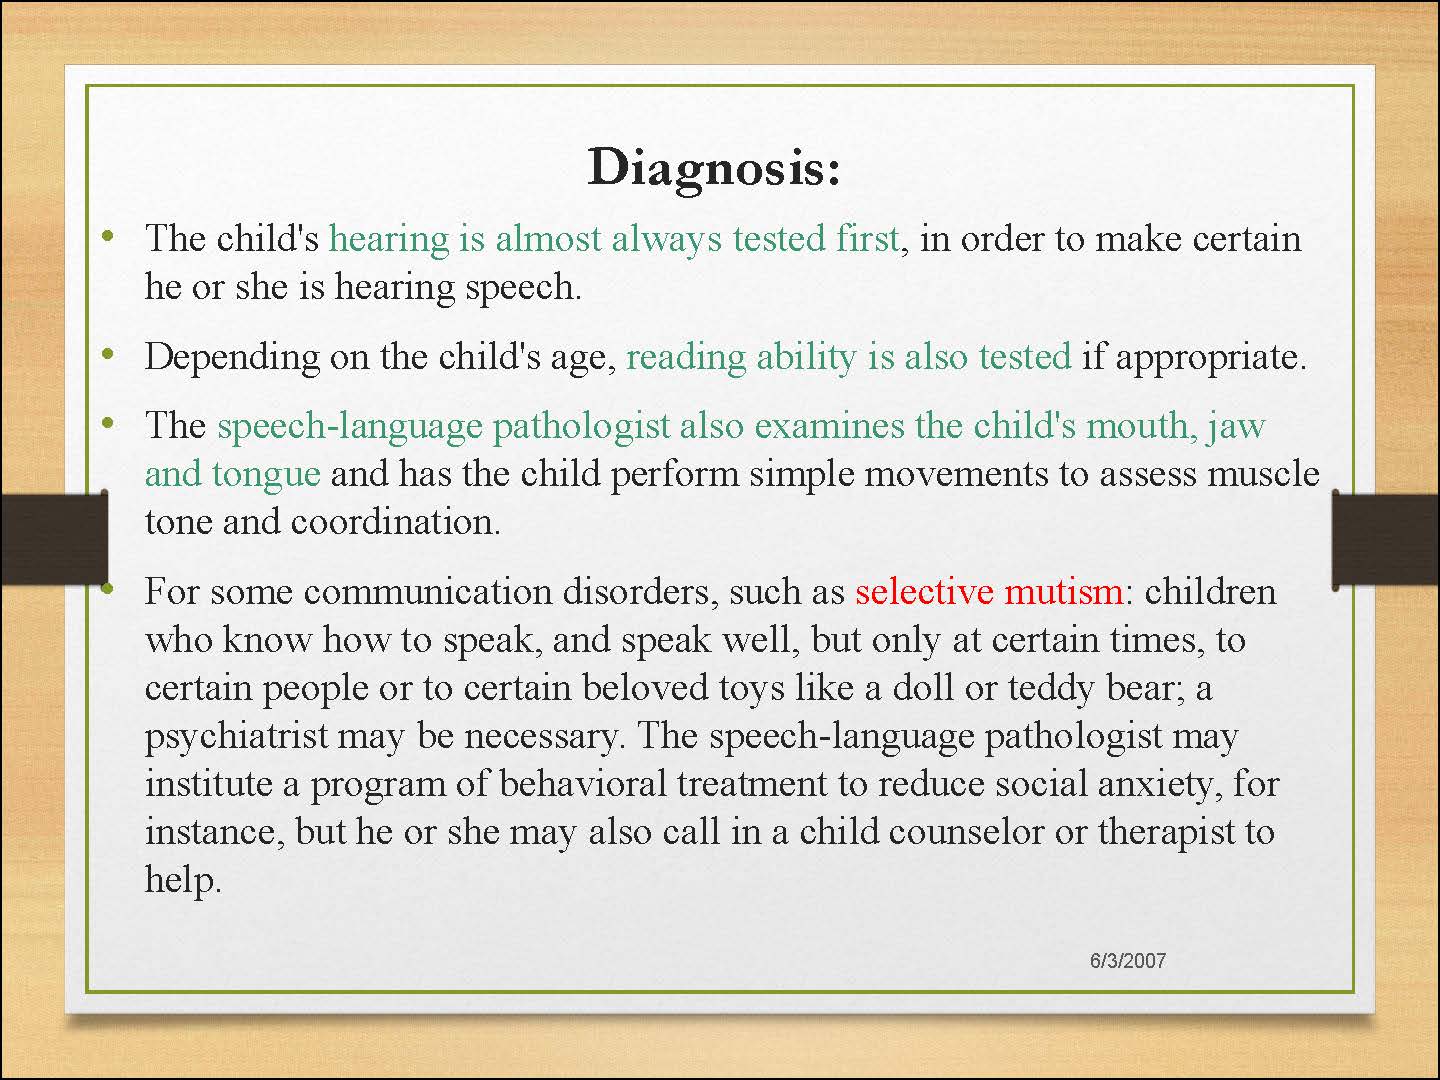 Diagnosis:
• The child's hearing is almost always tested first, in order to make certain
he or she is hearing speech.
• Depending on the child's age, reading ability is also tested if appropriate.
• The speech-language pathologist also examines the child's mouth, jaw
and tongue and has the child perform simple movements to assess muscle
tone and coordination.
• For some communication disorders, such as selective mutism: children
who know how to speak, and speak well, but only at certain times, to
certain people or to certain beloved toys like a doll or teddy bear; a
psychiatrist may be necessary. The speech-language pathologist may
institute a program of behavioral treatment to reduce social anxiety, for
instance, but he or she may also call in a child counselor or therapist to
help.
6/3/2007